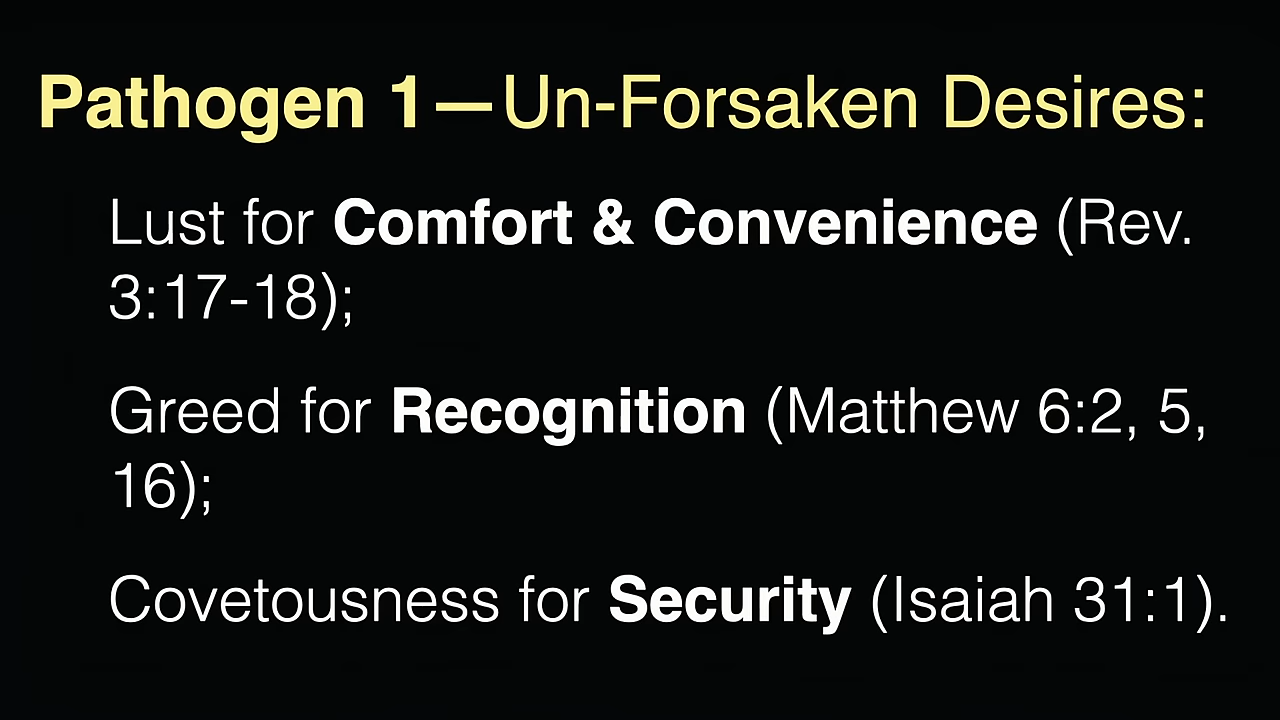 Pathogen 1—Un-Forsaken Desires:
Lust for Comfort & Convenience (Rev.
3:17-18);
Greed for Recognition (Matthew 6:2, 5,
16);
Covetousness for Security (Isaiah 31:1).